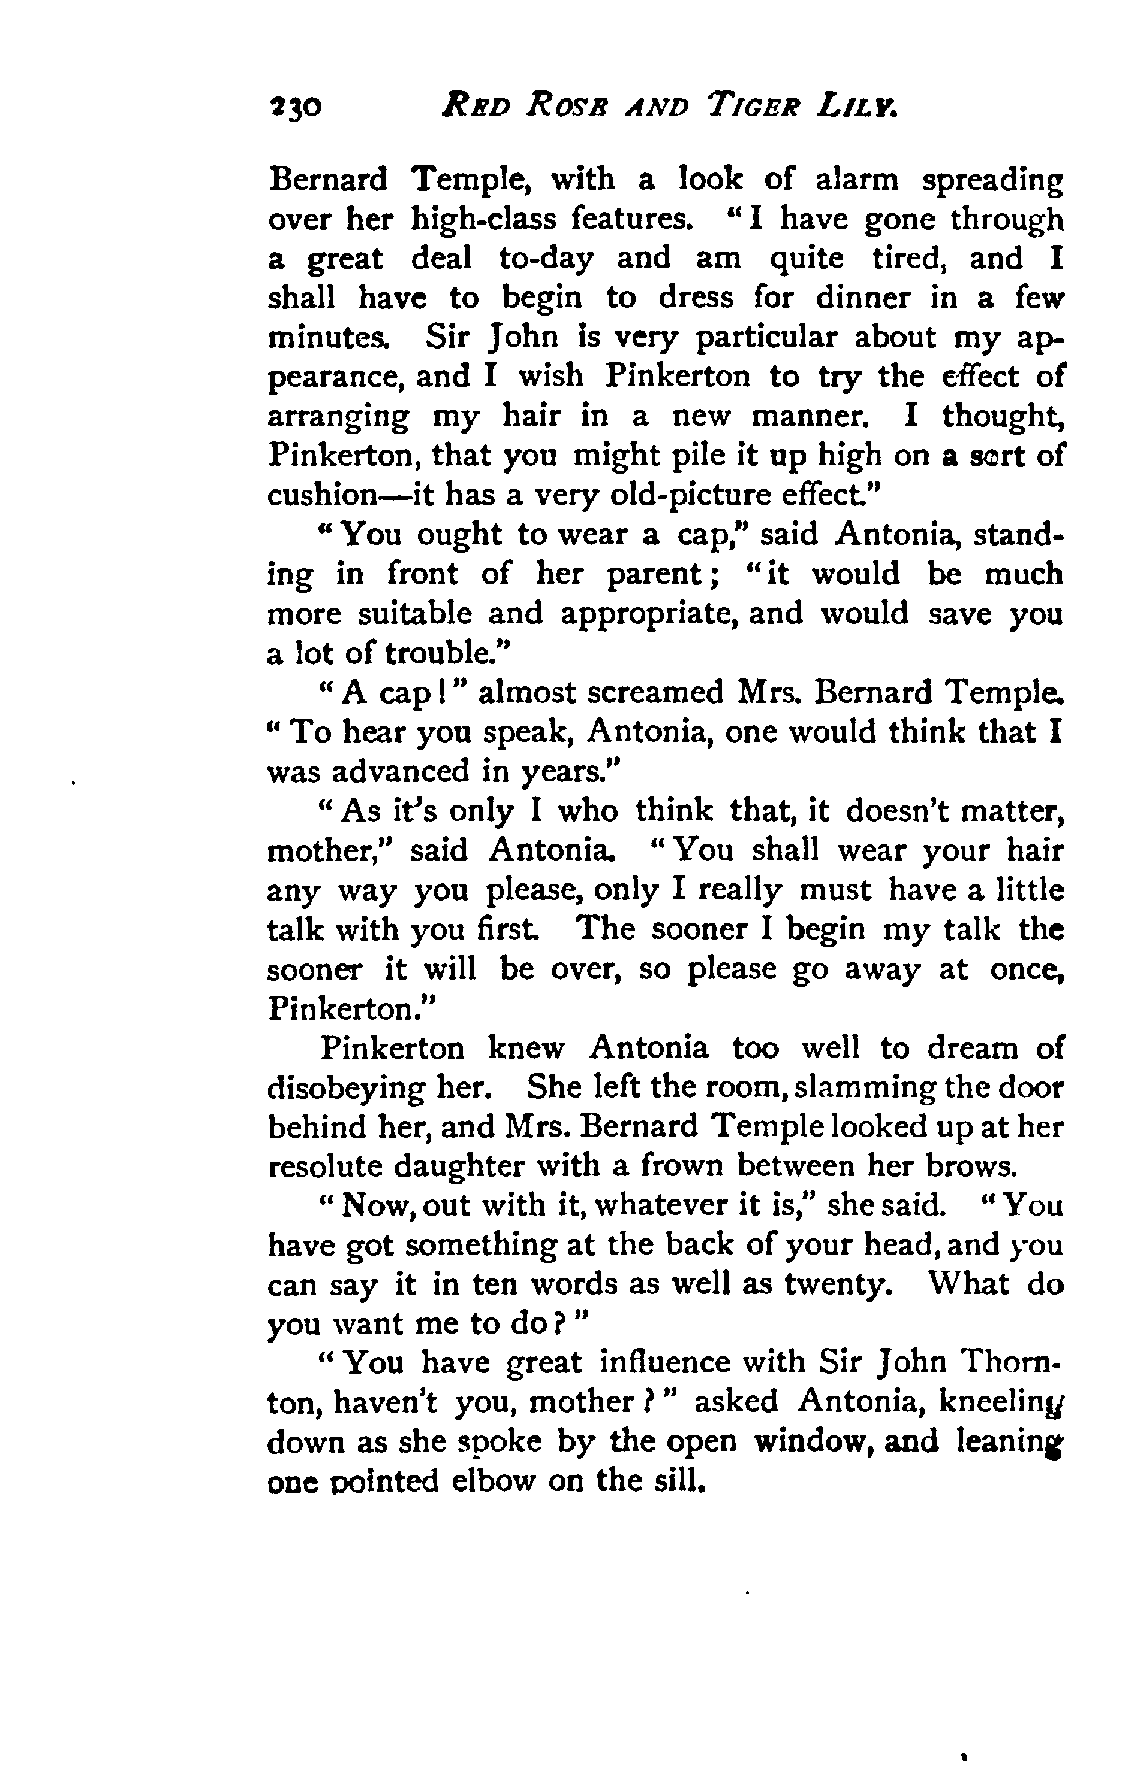 230 RED ROSE AND TIGER LILY.
Bernard Temple, with a look of alarm spreading
over her high-class features. "I have gone through
a great deal to-day and am quite tired, and I
shall have to begin to dress for dinner in a few
minutes. Sir John is very particular about my ap-
pearance, and I wish Pinkerton to try the effect of
arranging my hair in a new manner. I thought,
Pinkerton, that you might pile it up high on a sort of
cushion—it has a very old-picture effect."
"You ought to wear a cap," said Antonia, stand-
ing in front of her parent; "it would be much
more suitable and appropriate, and would save you
a lot of trouble."
"A cap!" almost screamed Mrs. Bernard Temple.
"To hear you speak, Antonia, one would think that I
was advanced in years."
"As it's only I who think that, it doesn't matter,
mother," said Antonia. "You shall wear your hair
any way you please, only I really must have a little
talk with you first. The sooner I begin my talk the
sooner it will be over, so please go away at once,
Pinkerton."
Pinkerton knew Antonia too well to dream of
disobeying her. She left the room, slamming the door
behind her, and Mrs. Bernard Temple looked up at her
resolute daughter with a frown between her brows.
"Now, out with it, whatever it is," she said. "You
have got something at the back of your head, and you
can say it in ten words as well as twenty. What do
you want me to do?"
"You have great influence with Sir John Thorn-
ton, haven't you, mother?" asked Antonia, kneeling
down as she spoke by the open window, and leaning
one pointed elbow on the sill.